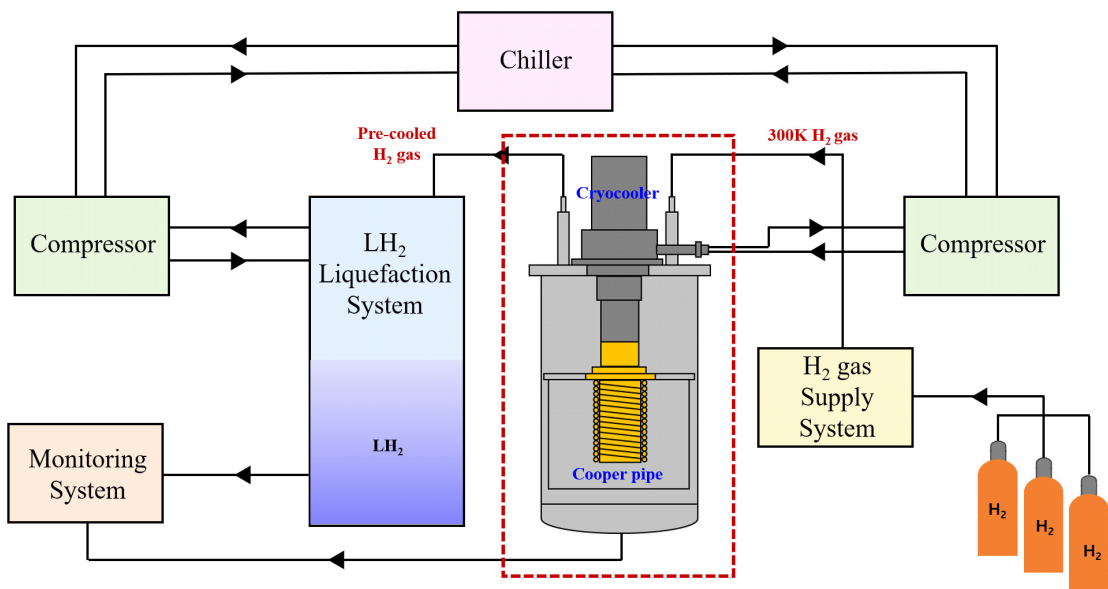 Chiller
Pre-cooled
H₂ gas
300K H₂ gas
Cryocooler
Compressor
LH₂
Liquefaction
System
Compressor
H₂ gas
Supply
System
LH₂
Monitoring
System
Cooper pipe
H₂
H₂
H₂